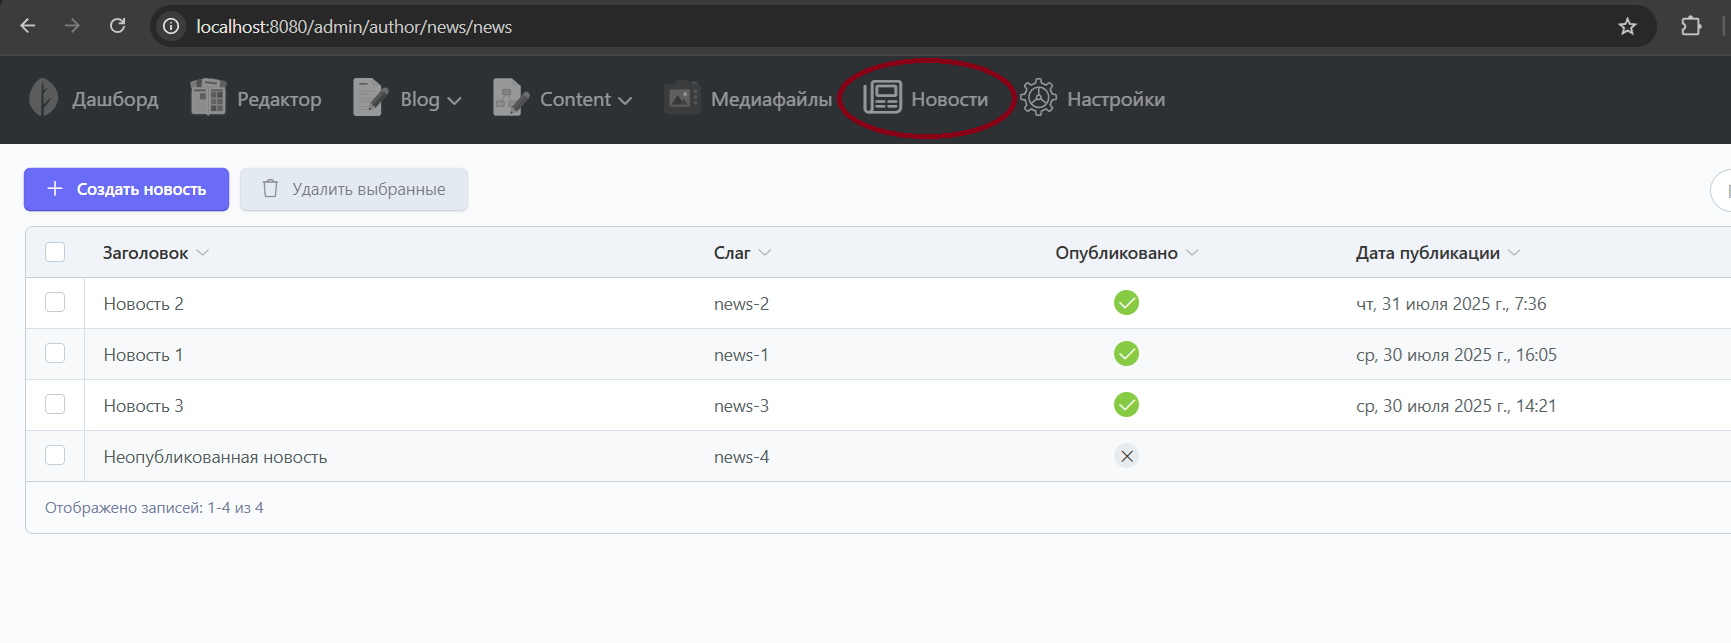 localhost:8080/admin/author/news/news
Дашборд Редактор Blog Content Медиафайлы Новости Настройки
Создать новость Удалить выбранные
Заголовок Слаг Опубликовано Дата публикации
Новость 2 news-2 чт, 31 июля 2025 г., 7:36
Новость 1 news-1 ср, 30 июля 2025 г., 16:05
Новость 3 news-3 ср, 30 июля 2025 г., 14:21
Неопубликованная новость news-4
Отображено записей: 1-4 из 4